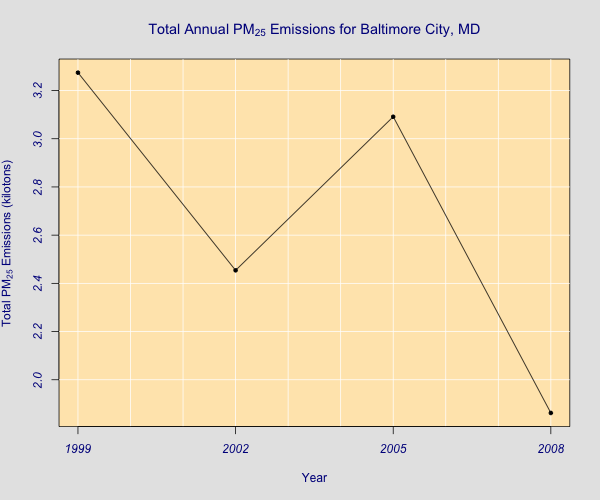 Total Annual PM₂₅ Emissions for Baltimore City, MD
Total PM₂₅ Emissions (kilotons)
3.2
3.0
2.8
2.6
2.4
2.2
2.0
1999 2002 2005 2008
Year